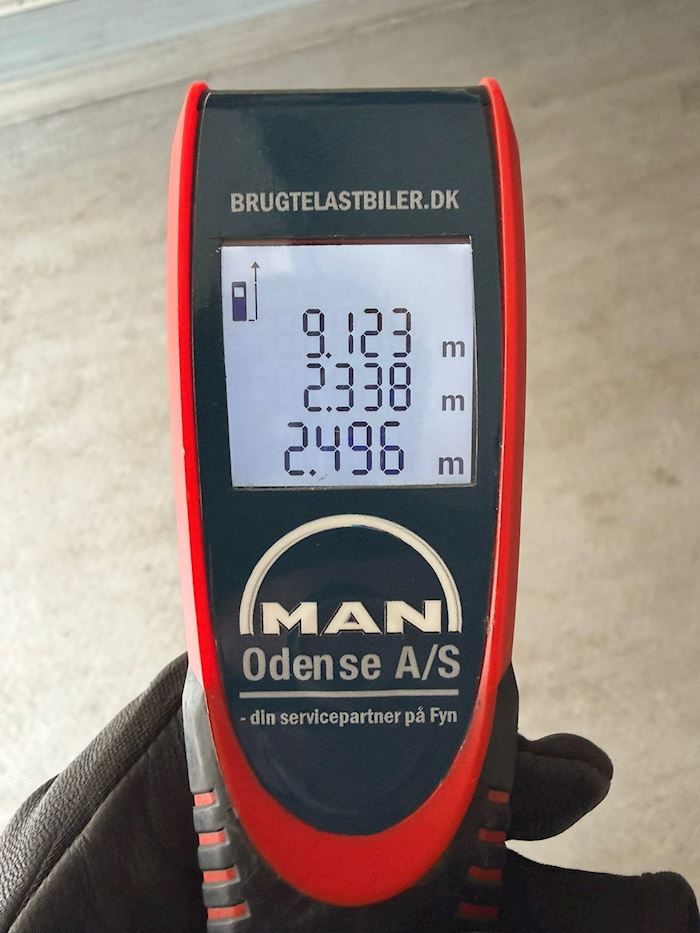 BRUGTELASTBILER.DK
9.123 m
2.338 m
2.496 m
MAN
Odense A/S
- din servicepartner på Fyn